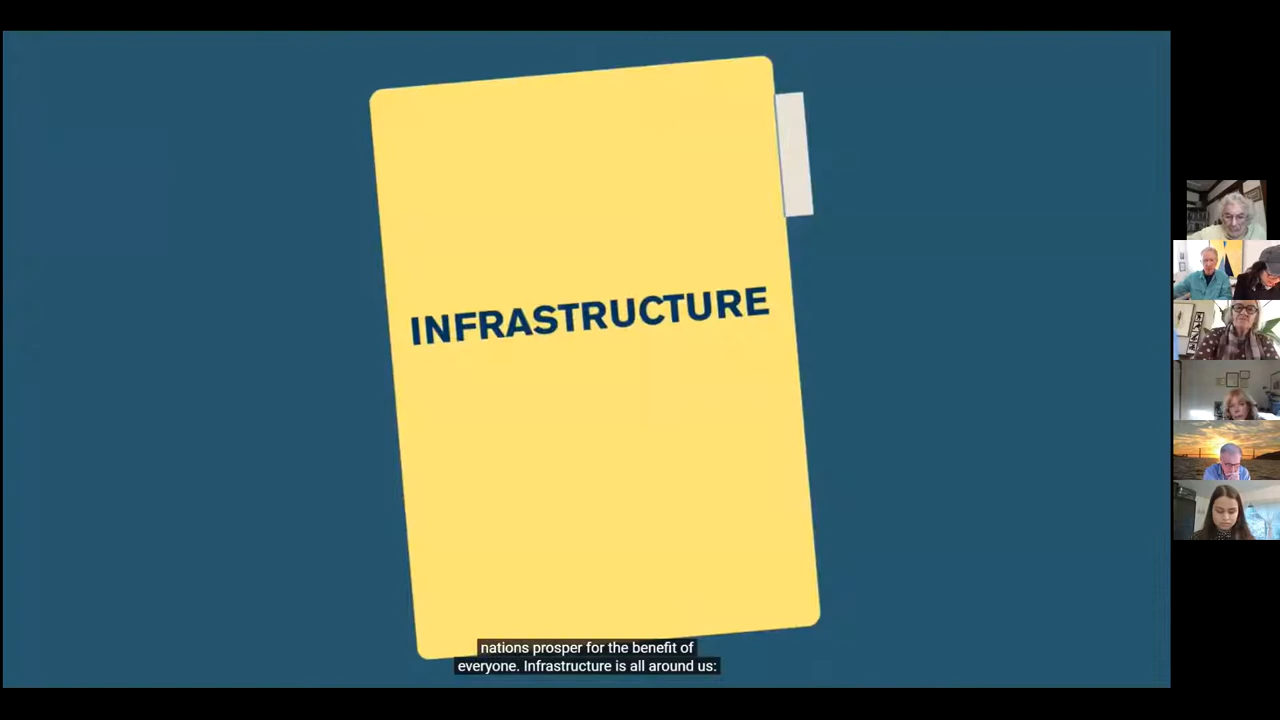 INFRASTRUCTURE
nations prosper for the benefit of
everyone. Infrastructure is all around us: